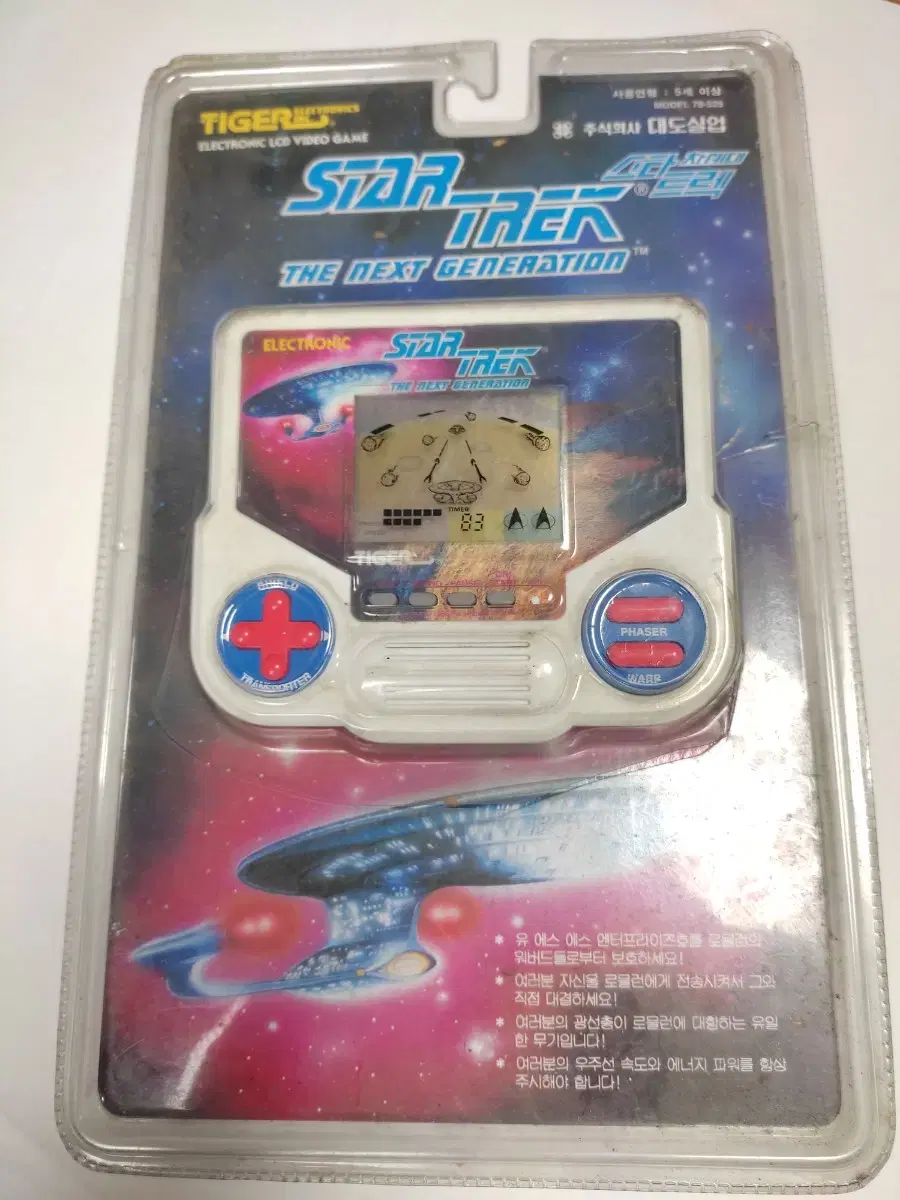 TIGER ELECTRONICS
ELECTRONIC LCD VIDEO GAME
사용연령 : 5세 이상
MODEL 78-529
주식회사 대도실업
STAR TREK ®
스타트렉
THE NEXT GENERATION ™
ELECTRONIC
STAR TREK
THE NEXT GENERATION
TIMER
83
TIGER
SHIELD
TRANSPORTER
PHASER
WARP
* 유 에스 에스 엔터프라이즈호를 로뮬런의
워버드들로부터 보호하세요!
* 여러분 자신을 로뮬런에게 전송시켜서 그와
직접 대결하세요!
* 여러분의 광선총이 로뮬런에 대항하는 유일
한 무기입니다!
* 여러분의 우주선 속도와 에너지 파워를 항상
주시해야 합니다!